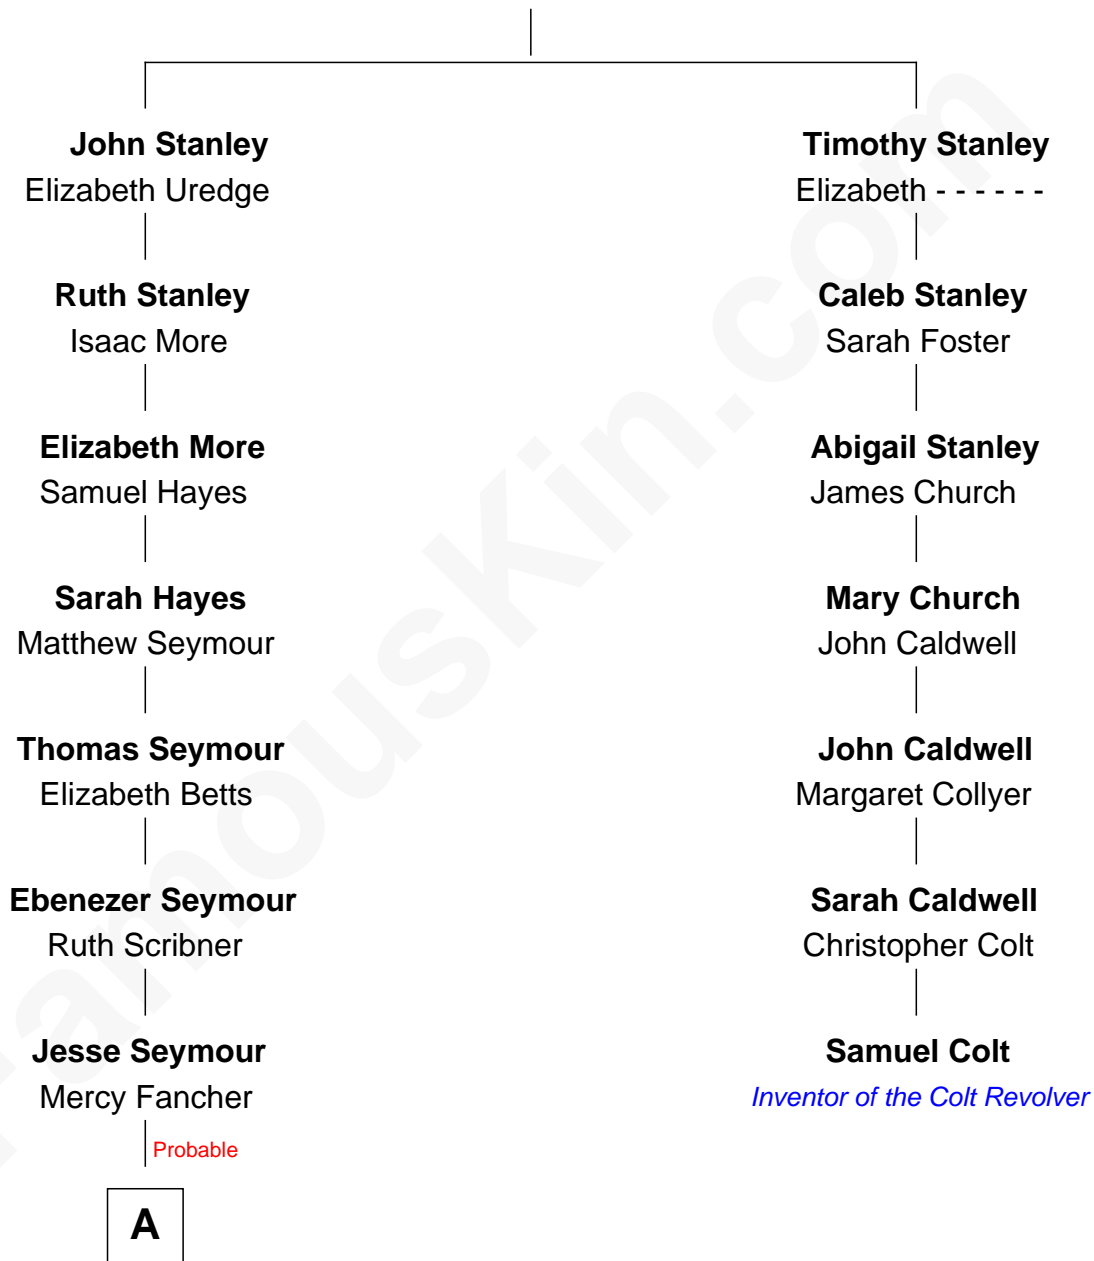 John Stanley
Elizabeth Uredge
Timothy Stanley
Elizabeth - - - - - -
Ruth Stanley
Isaac More
Caleb Stanley
Sarah Foster
Elizabeth More
Samuel Hayes
Abigail Stanley
James Church
Sarah Hayes
Matthew Seymour
Mary Church
John Caldwell
Thomas Seymour
Elizabeth Betts
John Caldwell
Margaret Collyer
Ebenezer Seymour
Ruth Scribner
Sarah Caldwell
Christopher Colt
Jesse Seymour
Mercy Fancher
Samuel Colt
Inventor of the Colt Revolver
Probable
A
FamousKin.com